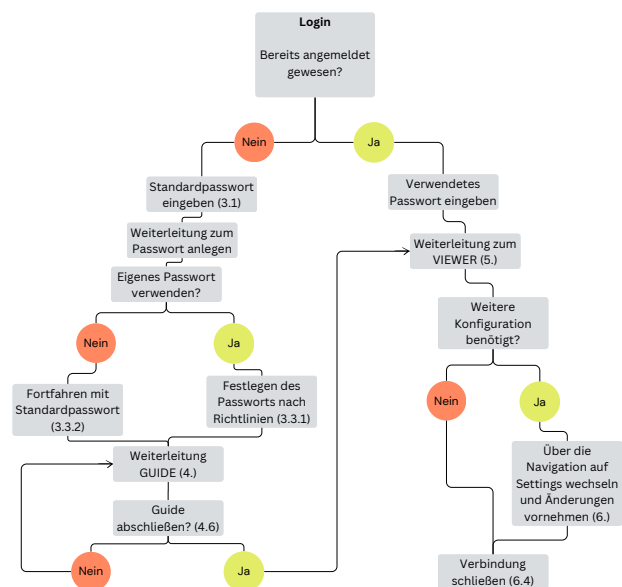 Login
Bereits angemeldet
gewesen?
Nein
Ja
Standardpasswort
eingeben (3.1)
Weiterleitung zum
Passwort anlegen
Eigenes Passwort
verwenden?
Nein
Ja
Fortfahren mit
Standardpasswort
(3.3.2)
Festlegen des
Passworts nach
Richtlinien (3.3.1)
Weiterleitung
GUIDE (4.)
Guide
abschließen? (4.6)
Nein
Ja
Verwendetes
Passwort eingeben
Weiterleitung zum
VIEWER (5.)
Weitere
Konfiguration
benötigt?
Nein
Ja
Über die
Navigation auf
Settings wechseln
und Änderungen
vornehmen (6.)
Verbindung
schließen (6.4)